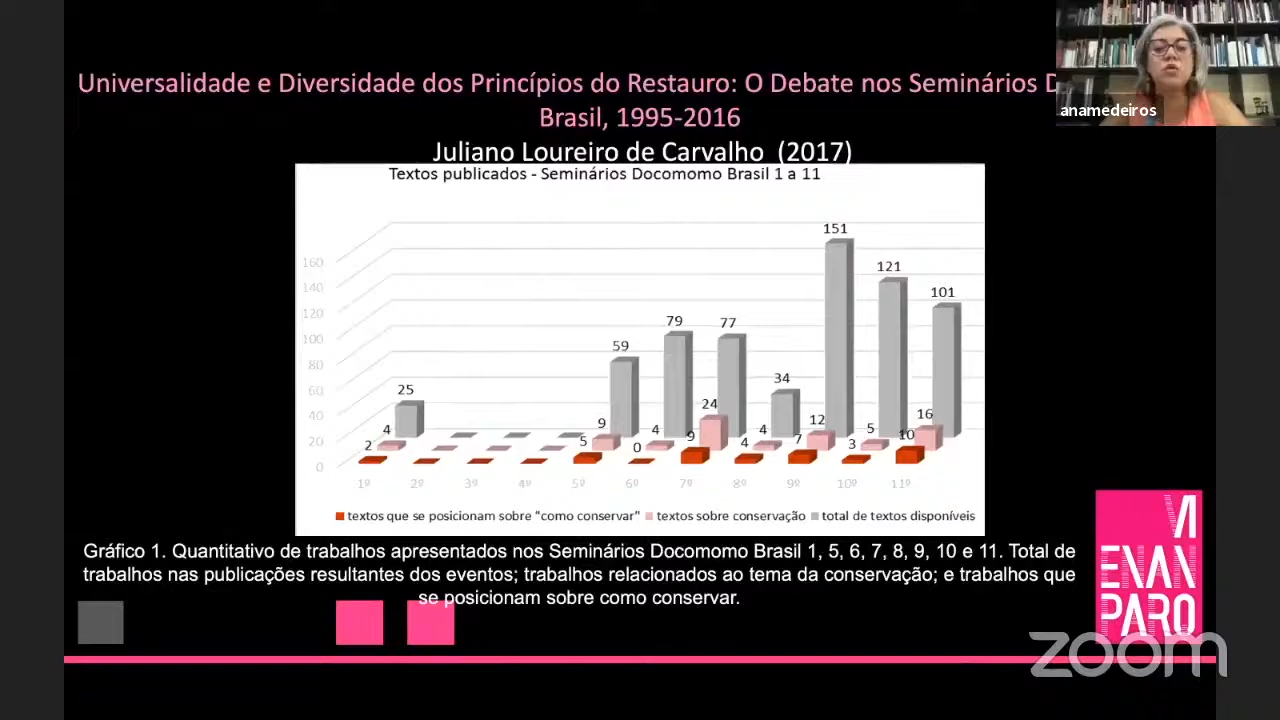 Universalidade e Diversidade dos Princípios do Restauro: O Debate nos Seminários D
anamedeiros
Brasil, 1995-2016
Juliano Loureiro de Carvalho (2017)
Textos publicados - Seminários Docomomo Brasil 1 a 11
151
121
101
79
77
59
34
25
24
16
12
9
4
4
4
5
2
5
0
9
4
7
3
10
160
140
120
100
80
60
40
20
0
1º 2º 3º 4º 5º 6º 7º 8º 9º 10º 11º
textos que se posicionam sobre "como conservar" textos sobre conservação total de textos disponíveis
Gráfico 1. Quantitativo de trabalhos apresentados nos Seminários Docomomo Brasil 1, 5, 6, 7, 8, 9, 10 e 11. Total de
trabalhos nas publicações resultantes dos eventos; trabalhos relacionados ao tema da conservação; e trabalhos que
se posicionam sobre como conservar.
VI
ENAN
PARQ
zoom